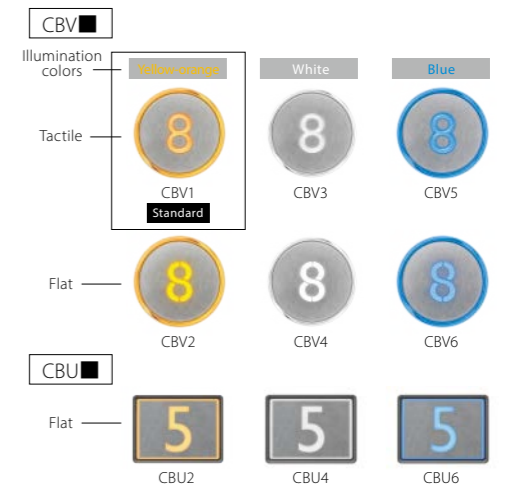 CBV■
Illumination
colors
Yellow orange
White
Blue
Tactile
8
8
8
CBV1
CBV3
CBV5
Standard
Flat
8
8
8
CBV2
CBV4
CBV6
CBU■
Flat
5
5
5
CBU2
CBU4
CBU6